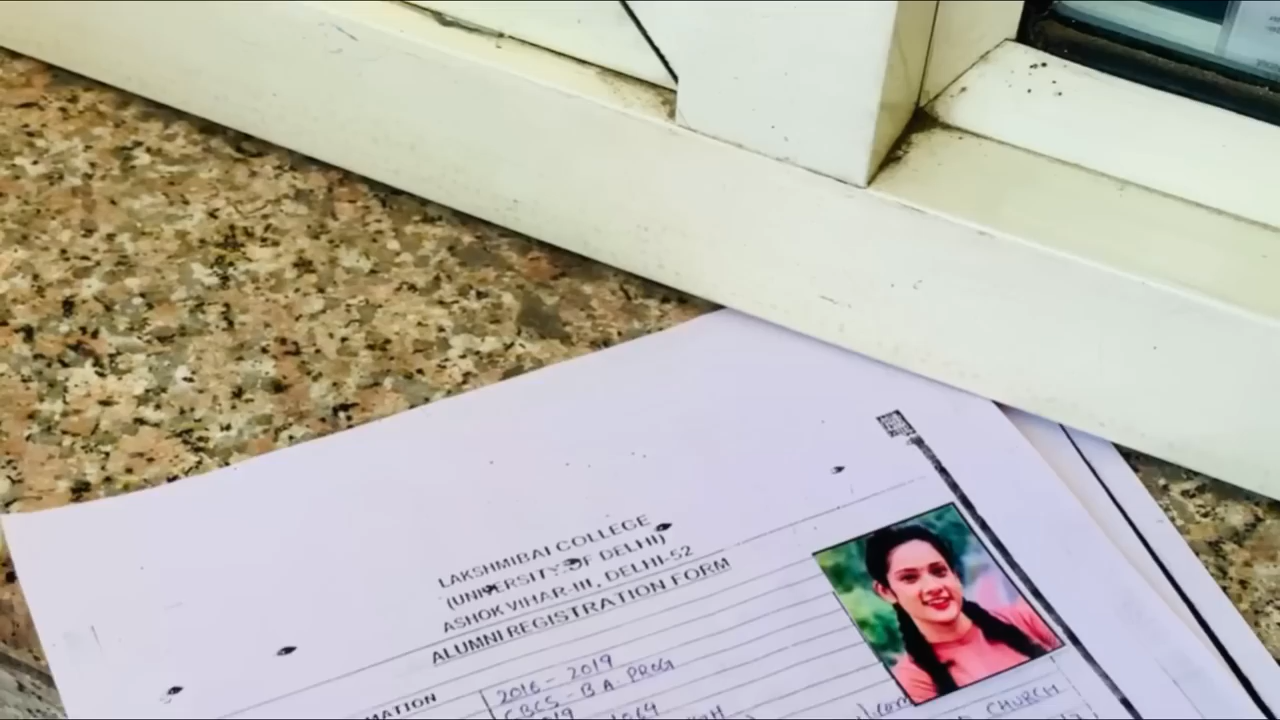 LAKSHMIBAI COLLEGE
(UNIVERSITY OF DELHI)
ASHOK VIHAR-III, DELHI-52
ALUMNI REGISTRATION FORM
2016 - 2019
CBCS - B.A. PROG
CHURCH